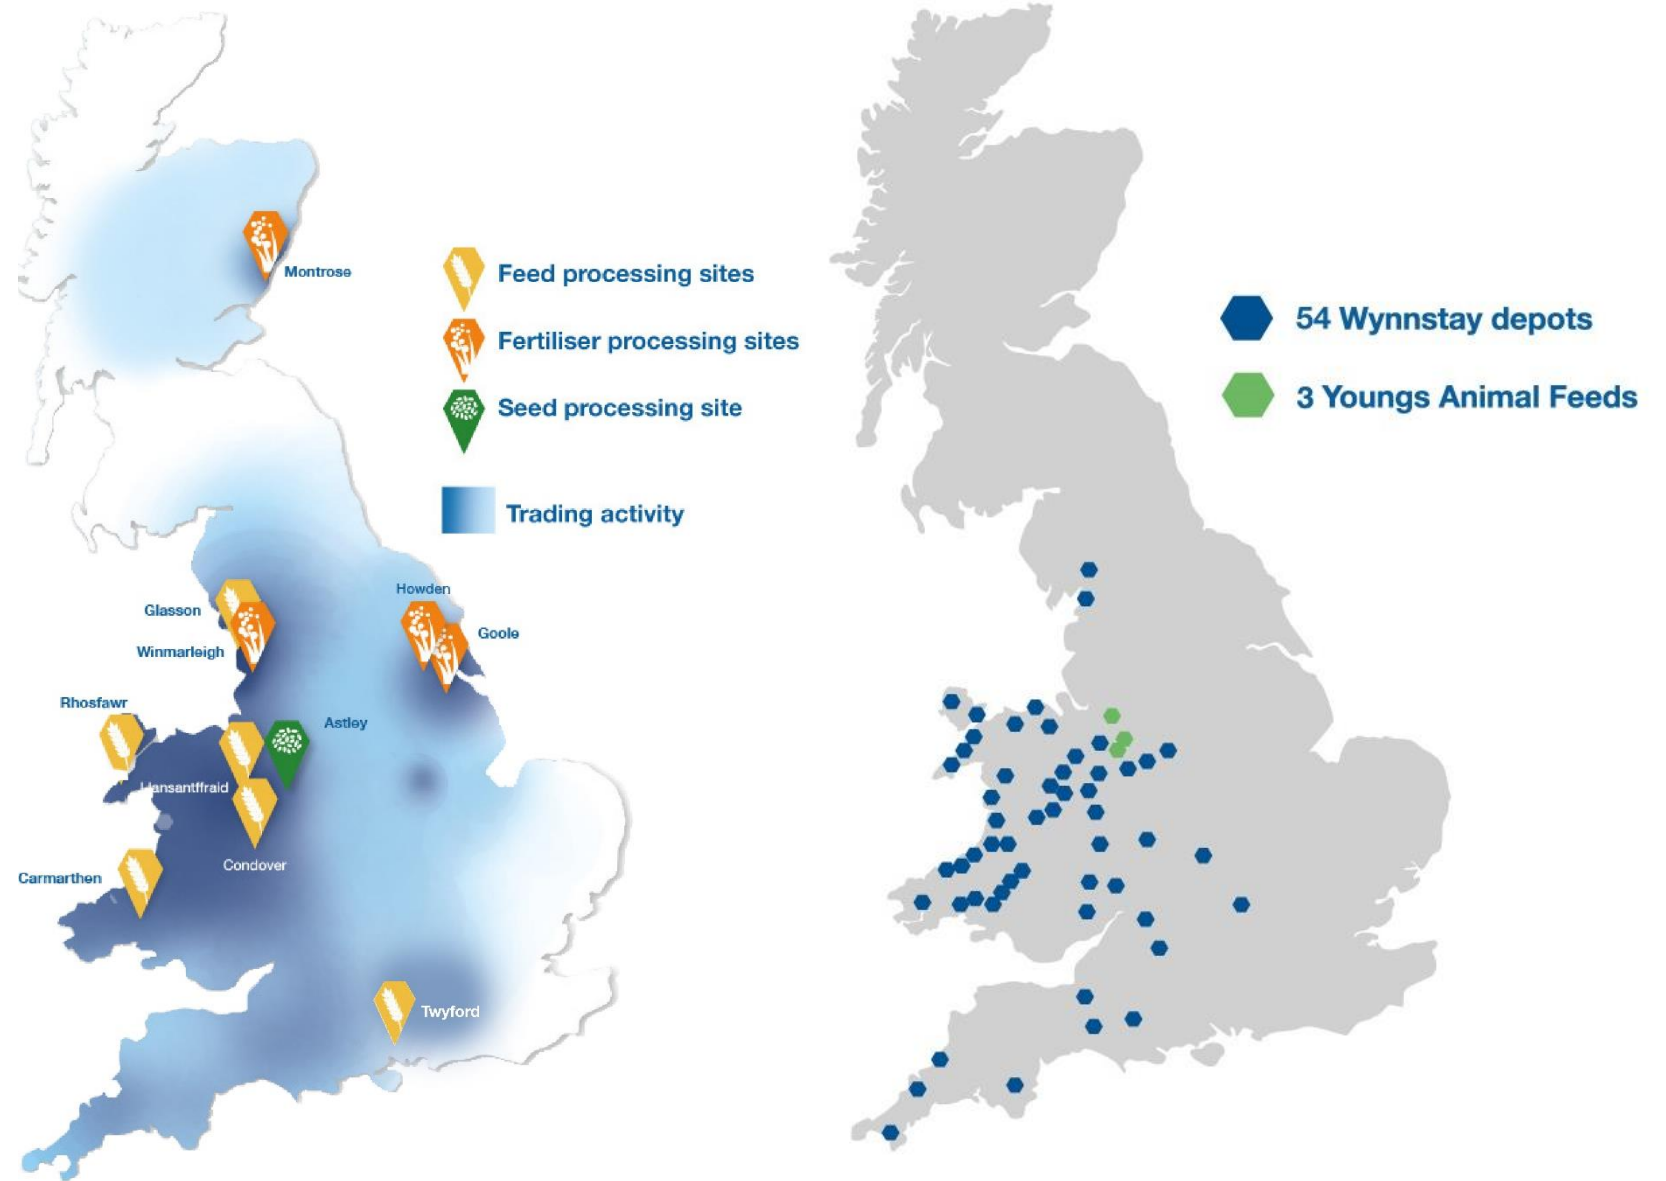 Montrose
Feed processing sites
Fertiliser processing sites
Seed processing site
Trading activity
Glasson
Winmarleigh
Howden
Goole
Rhosfawr
Astley
Llansantffraid
Condover
Carmarthen
Twyford
54 Wynnstay depots
3 Youngs Animal Feeds